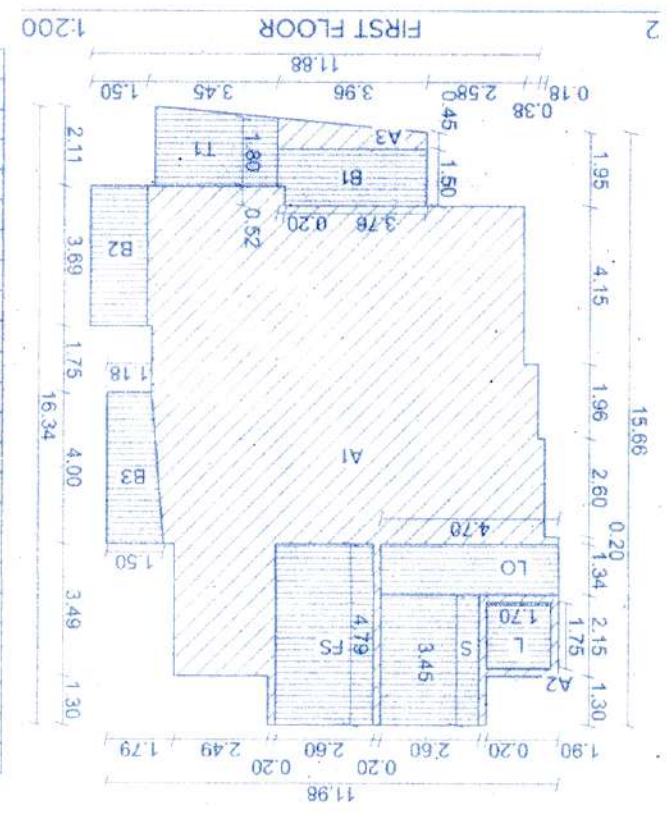 11.98
0.20 0.20
1.90 0.20 2.60 2.60 2.49 1.79
1.30 1.30
A2
2.15 1.75 L 1.70 S 3.45 FS 4.79 3.49
1.34 LO
0.20 4.70 1.50
15.66
2.60 A1 B3 4.00 16.34
1.96 1.18 1.75
4.15 0.52 B2 3.69
3.76 0.20
1.95 1.50 B1 1.80 T1 2.11
A3
0.45
0.18 0.38 2.58 3.96 3.45 1.50
11.88
2 FIRST FLOOR 1:200